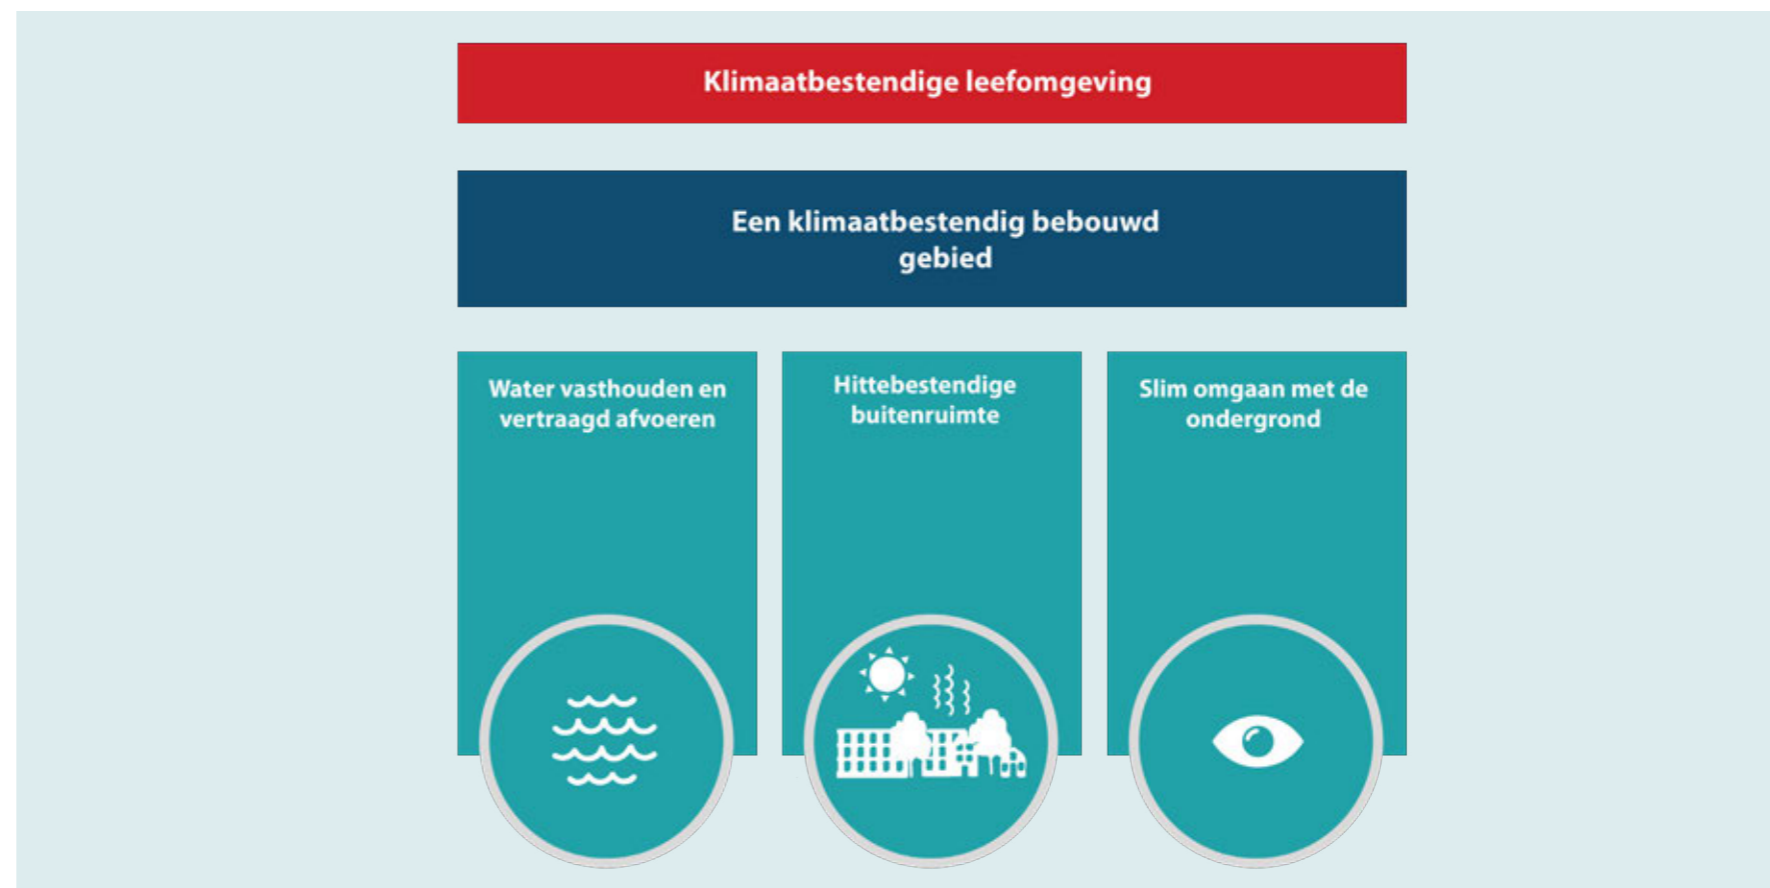 Klimaatbestendige leefomgeving
Een klimaatbestendig bebouwd
gebied
Water vasthouden en
vertraagd afvoeren
Hittebestendige
buitenruimte
Slim omgaan met de
ondergrond